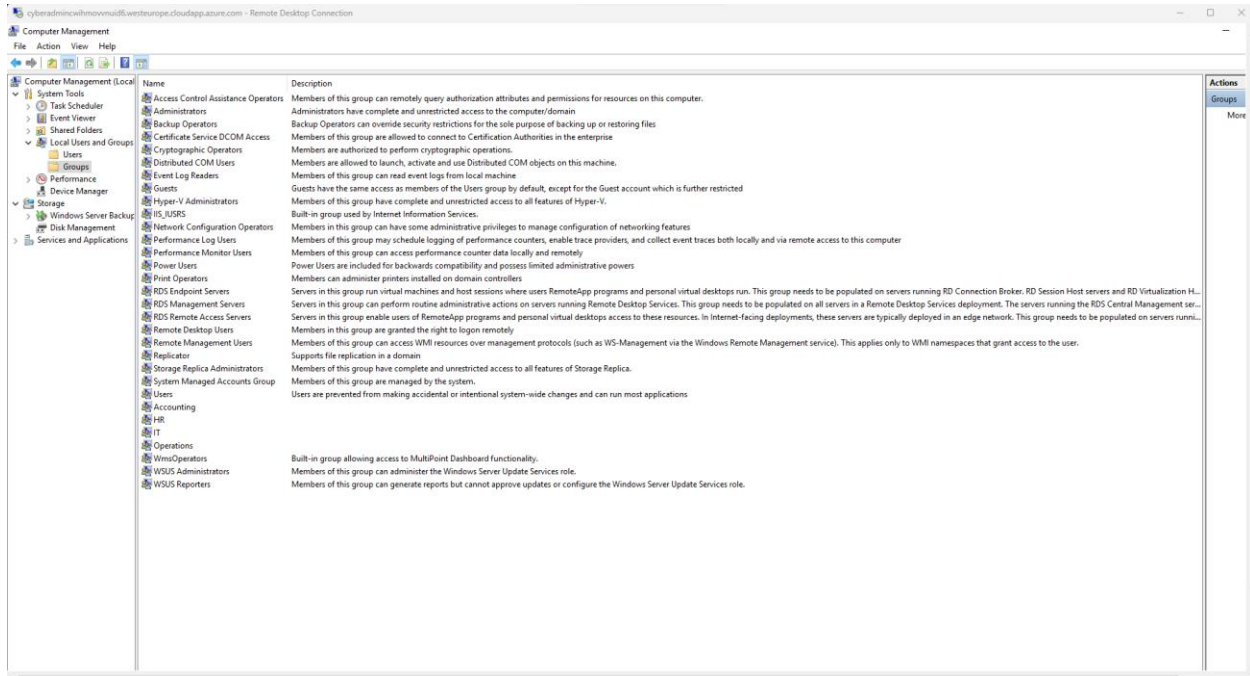 cyberadmincwihmovvnuid6.westeurope.cloudapp.azure.com - Remote Desktop Connection
Computer Management
File Action View Help
Computer Management (Local
System Tools
Task Scheduler
Event Viewer
Shared Folders
Local Users and Groups
Users
Groups
Performance
Device Manager
Storage
Windows Server Backup
Disk Management
Services and Applications
Name Description
Access Control Assistance Operators Members of this group can remotely query authorization attributes and permissions for resources on this computer.
Administrators Administrators have complete and unrestricted access to the computer/domain
Backup Operators Backup Operators can override security restrictions for the sole purpose of backing up or restoring files
Certificate Service DCOM Access Members of this group are allowed to connect to Certification Authorities in the enterprise
Cryptographic Operators Members are authorized to perform cryptographic operations.
Distributed COM Users Members are allowed to launch, activate and use Distributed COM objects on this machine.
Event Log Readers Members of this group can read event logs from local machine
Guests Guests have the same access as members of the Users group by default, except for the Guest account which is further restricted
Hyper-V Administrators Members of this group have complete and unrestricted access to all features of Hyper-V.
IIS_IUSRS Built-in group used by Internet Information Services.
Network Configuration Operators Members in this group can have some administrative privileges to manage configuration of networking features
Performance Log Users Members of this group may schedule logging of performance counters, enable trace providers, and collect event traces both locally and via remote access to this computer
Performance Monitor Users Members of this group can access performance counter data locally and remotely
Power Users Power Users are included for backwards compatibility and possess limited administrative powers
Print Operators Members can administer printers installed on domain controllers
RDS Endpoint Servers Servers in this group run virtual machines and host sessions where users RemoteApp programs and personal virtual desktops run. This group needs to be populated on servers running RD Connection Broker. RD Session Host servers and RD Virtualization H...
RDS Management Servers Servers in this group can perform routine administrative actions on servers running Remote Desktop Services. This group needs to be populated on all servers in a Remote Desktop Services deployment. The servers running the RDS Central Management ser...
RDS Remote Access Servers Servers in this group enable users of RemoteApp programs and personal virtual desktops access to these resources. In Internet-facing deployments, these servers are typically deployed in an edge network. This group needs to be populated on servers runni...
Remote Desktop Users Members in this group are granted the right to logon remotely
Remote Management Users Members of this group can access WMI resources over management protocols (such as WS-Management via the Windows Remote Management service). This applies only to WMI namespaces that grant access to the user.
Replicator Supports file replication in a domain
Storage Replica Administrators Members of this group have complete and unrestricted access to all features of Storage Replica.
System Managed Accounts Group Members of this group are managed by the system.
Users Users are prevented from making accidental or intentional system-wide changes and can run most applications
Accounting
HR
IT
Operations
WmsOperators Built-in group allowing access to MultiPoint Dashboard functionality.
WSUS Administrators Members of this group can administer the Windows Server Update Services role.
WSUS Reporters Members of this group can generate reports but cannot approve updates or configure the Windows Server Update Services role.
Actions
Groups
More